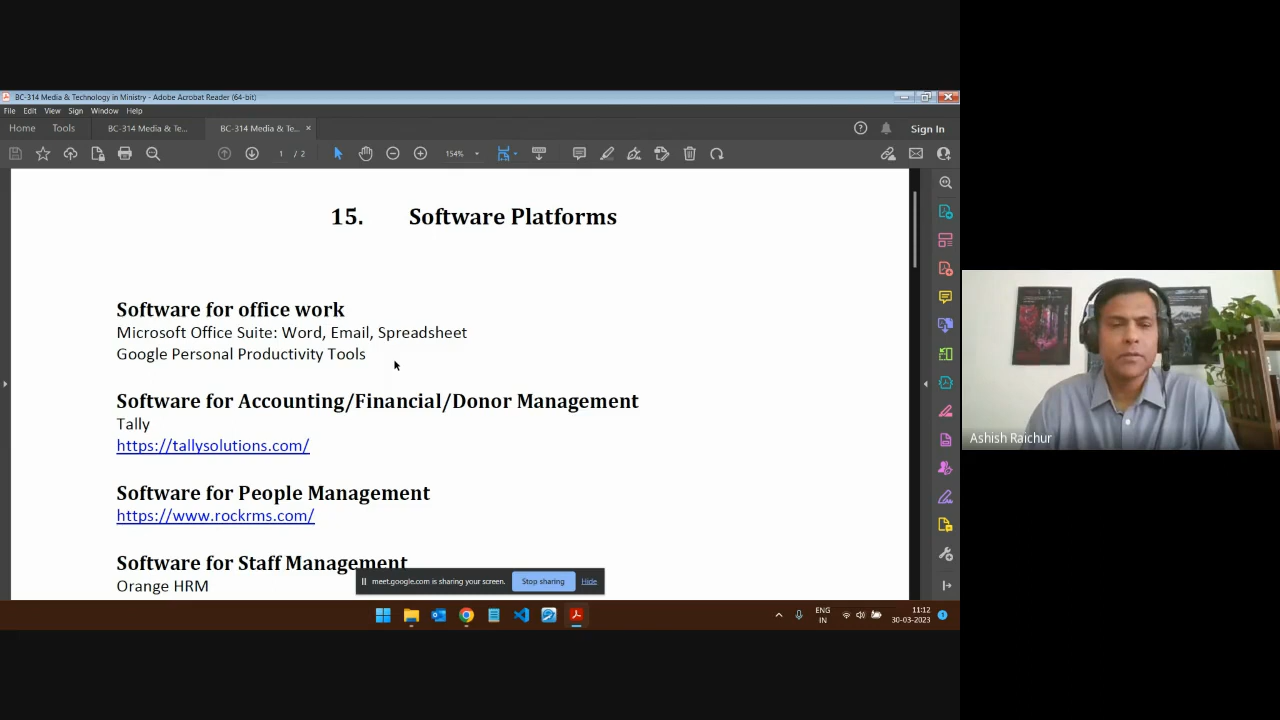 BC-314 Media & Technology in Ministry - Adobe Acrobat Reader (64-bit)
File Edit View Sign Window Help
Home Tools BC-314 Media & Te... BC-314 Media & Te... ×
Sign In
1 / 2
154%
15. Software Platforms
Software for office work
Microsoft Office Suite: Word, Email, Spreadsheet
Google Personal Productivity Tools
Software for Accounting/Financial/Donor Management
Tally
https://tallysolutions.com/
Software for People Management
https://www.rockrms.com/
Software for Staff Management
Orange HRM
meet.google.com is sharing your screen. Stop sharing Hide
ENG
IN
11:12
30-03-2023
Ashish Raichur